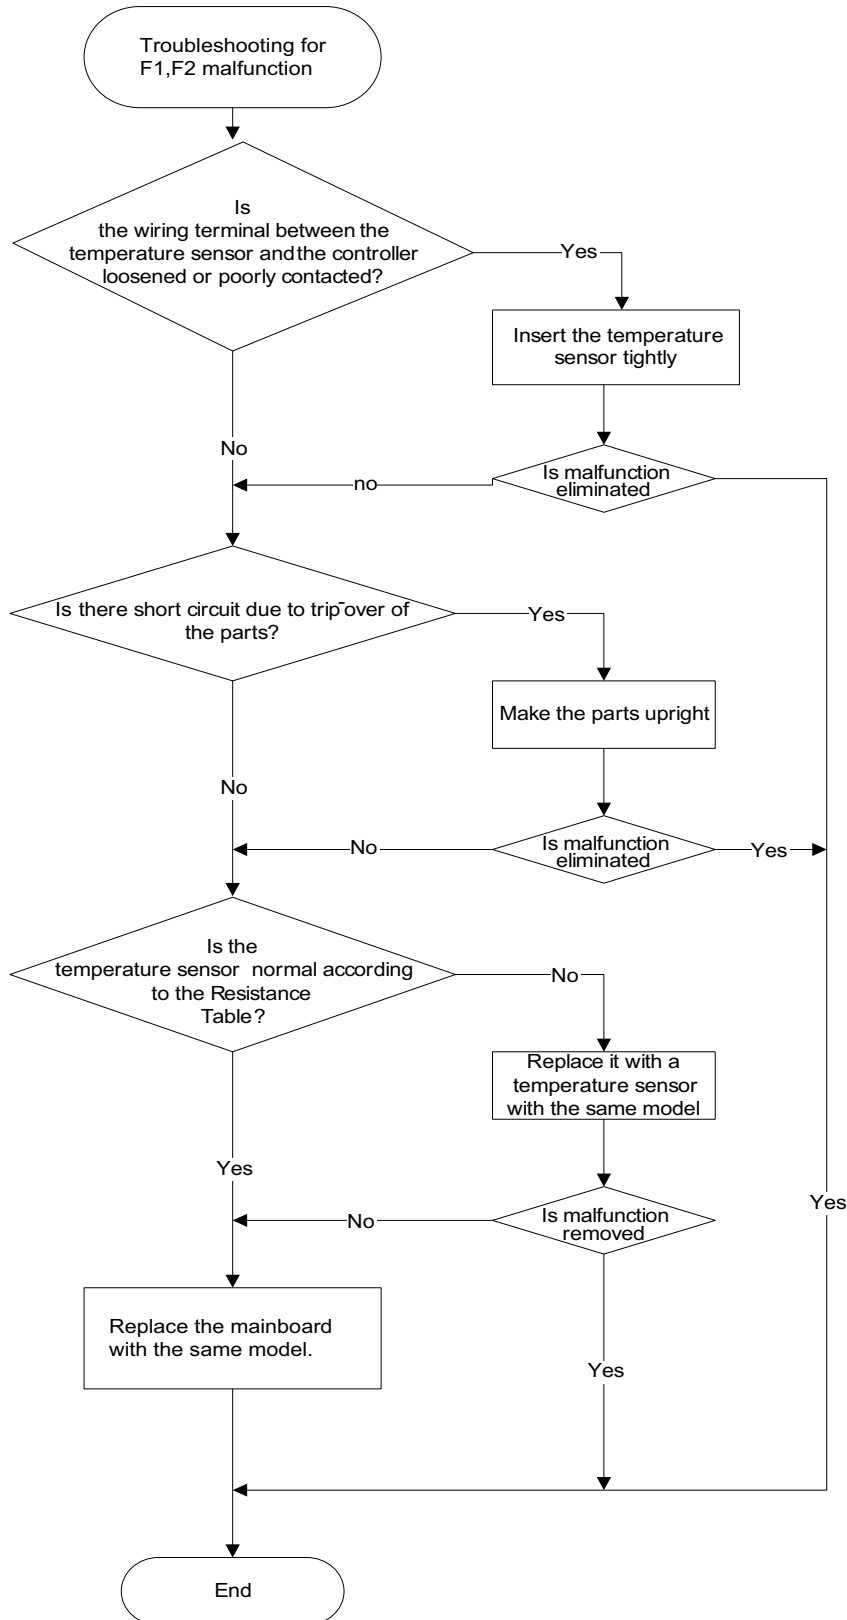 Troubleshooting for
F1,F2 malfunction
Is
the wiring terminal between the
temperature sensor and the controller
loosened or poorly contacted?
Yes
Insert the temperature
sensor tightly
No
Is malfunction
eliminated
no
Is there short circuit due to trip-over of
the parts?
Yes
Make the parts upright
No
Is malfunction
eliminated
No
Yes
Is the
temperature sensor normal according
to the Resistance
Table?
No
Replace it with a
temperature sensor
with the same model
Yes
Is malfunction
removed
No
Yes
Replace the mainboard
with the same model.
Yes
End